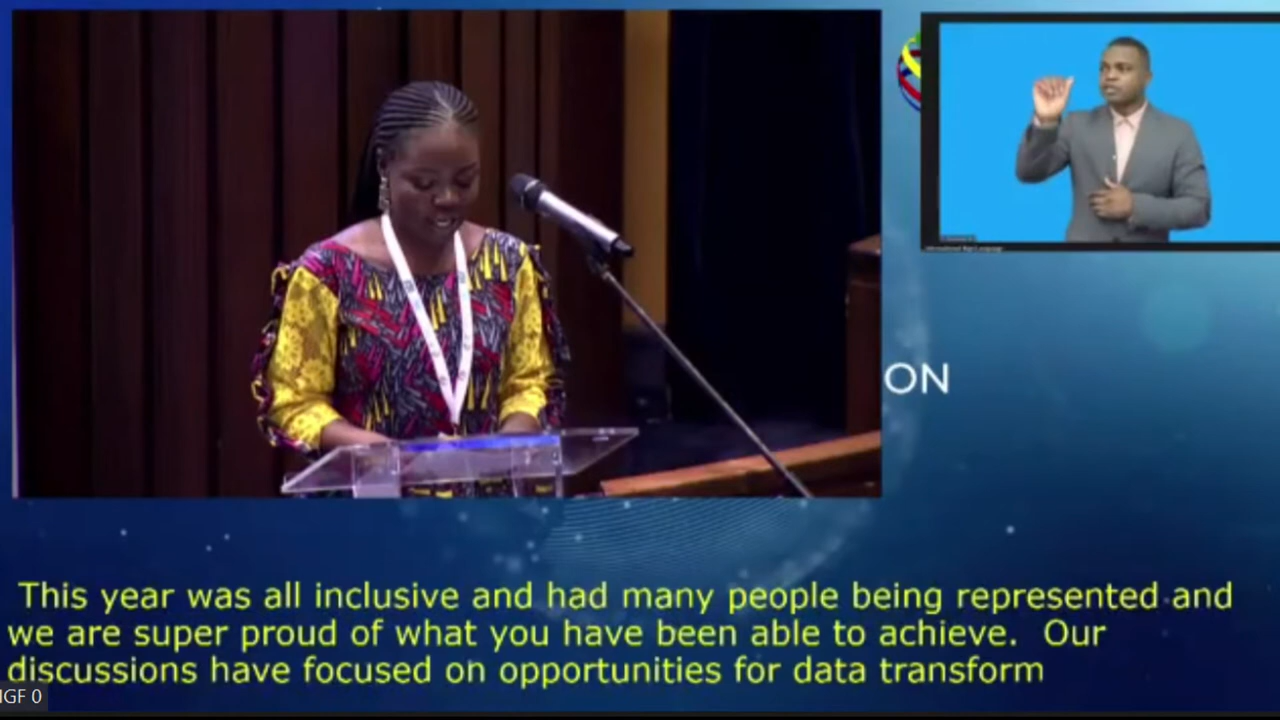 ON
This year was all inclusive and had many people being represented and
we are super proud of what you have been able to achieve.  Our
discussions have focused on opportunities for data transform
IGF 0